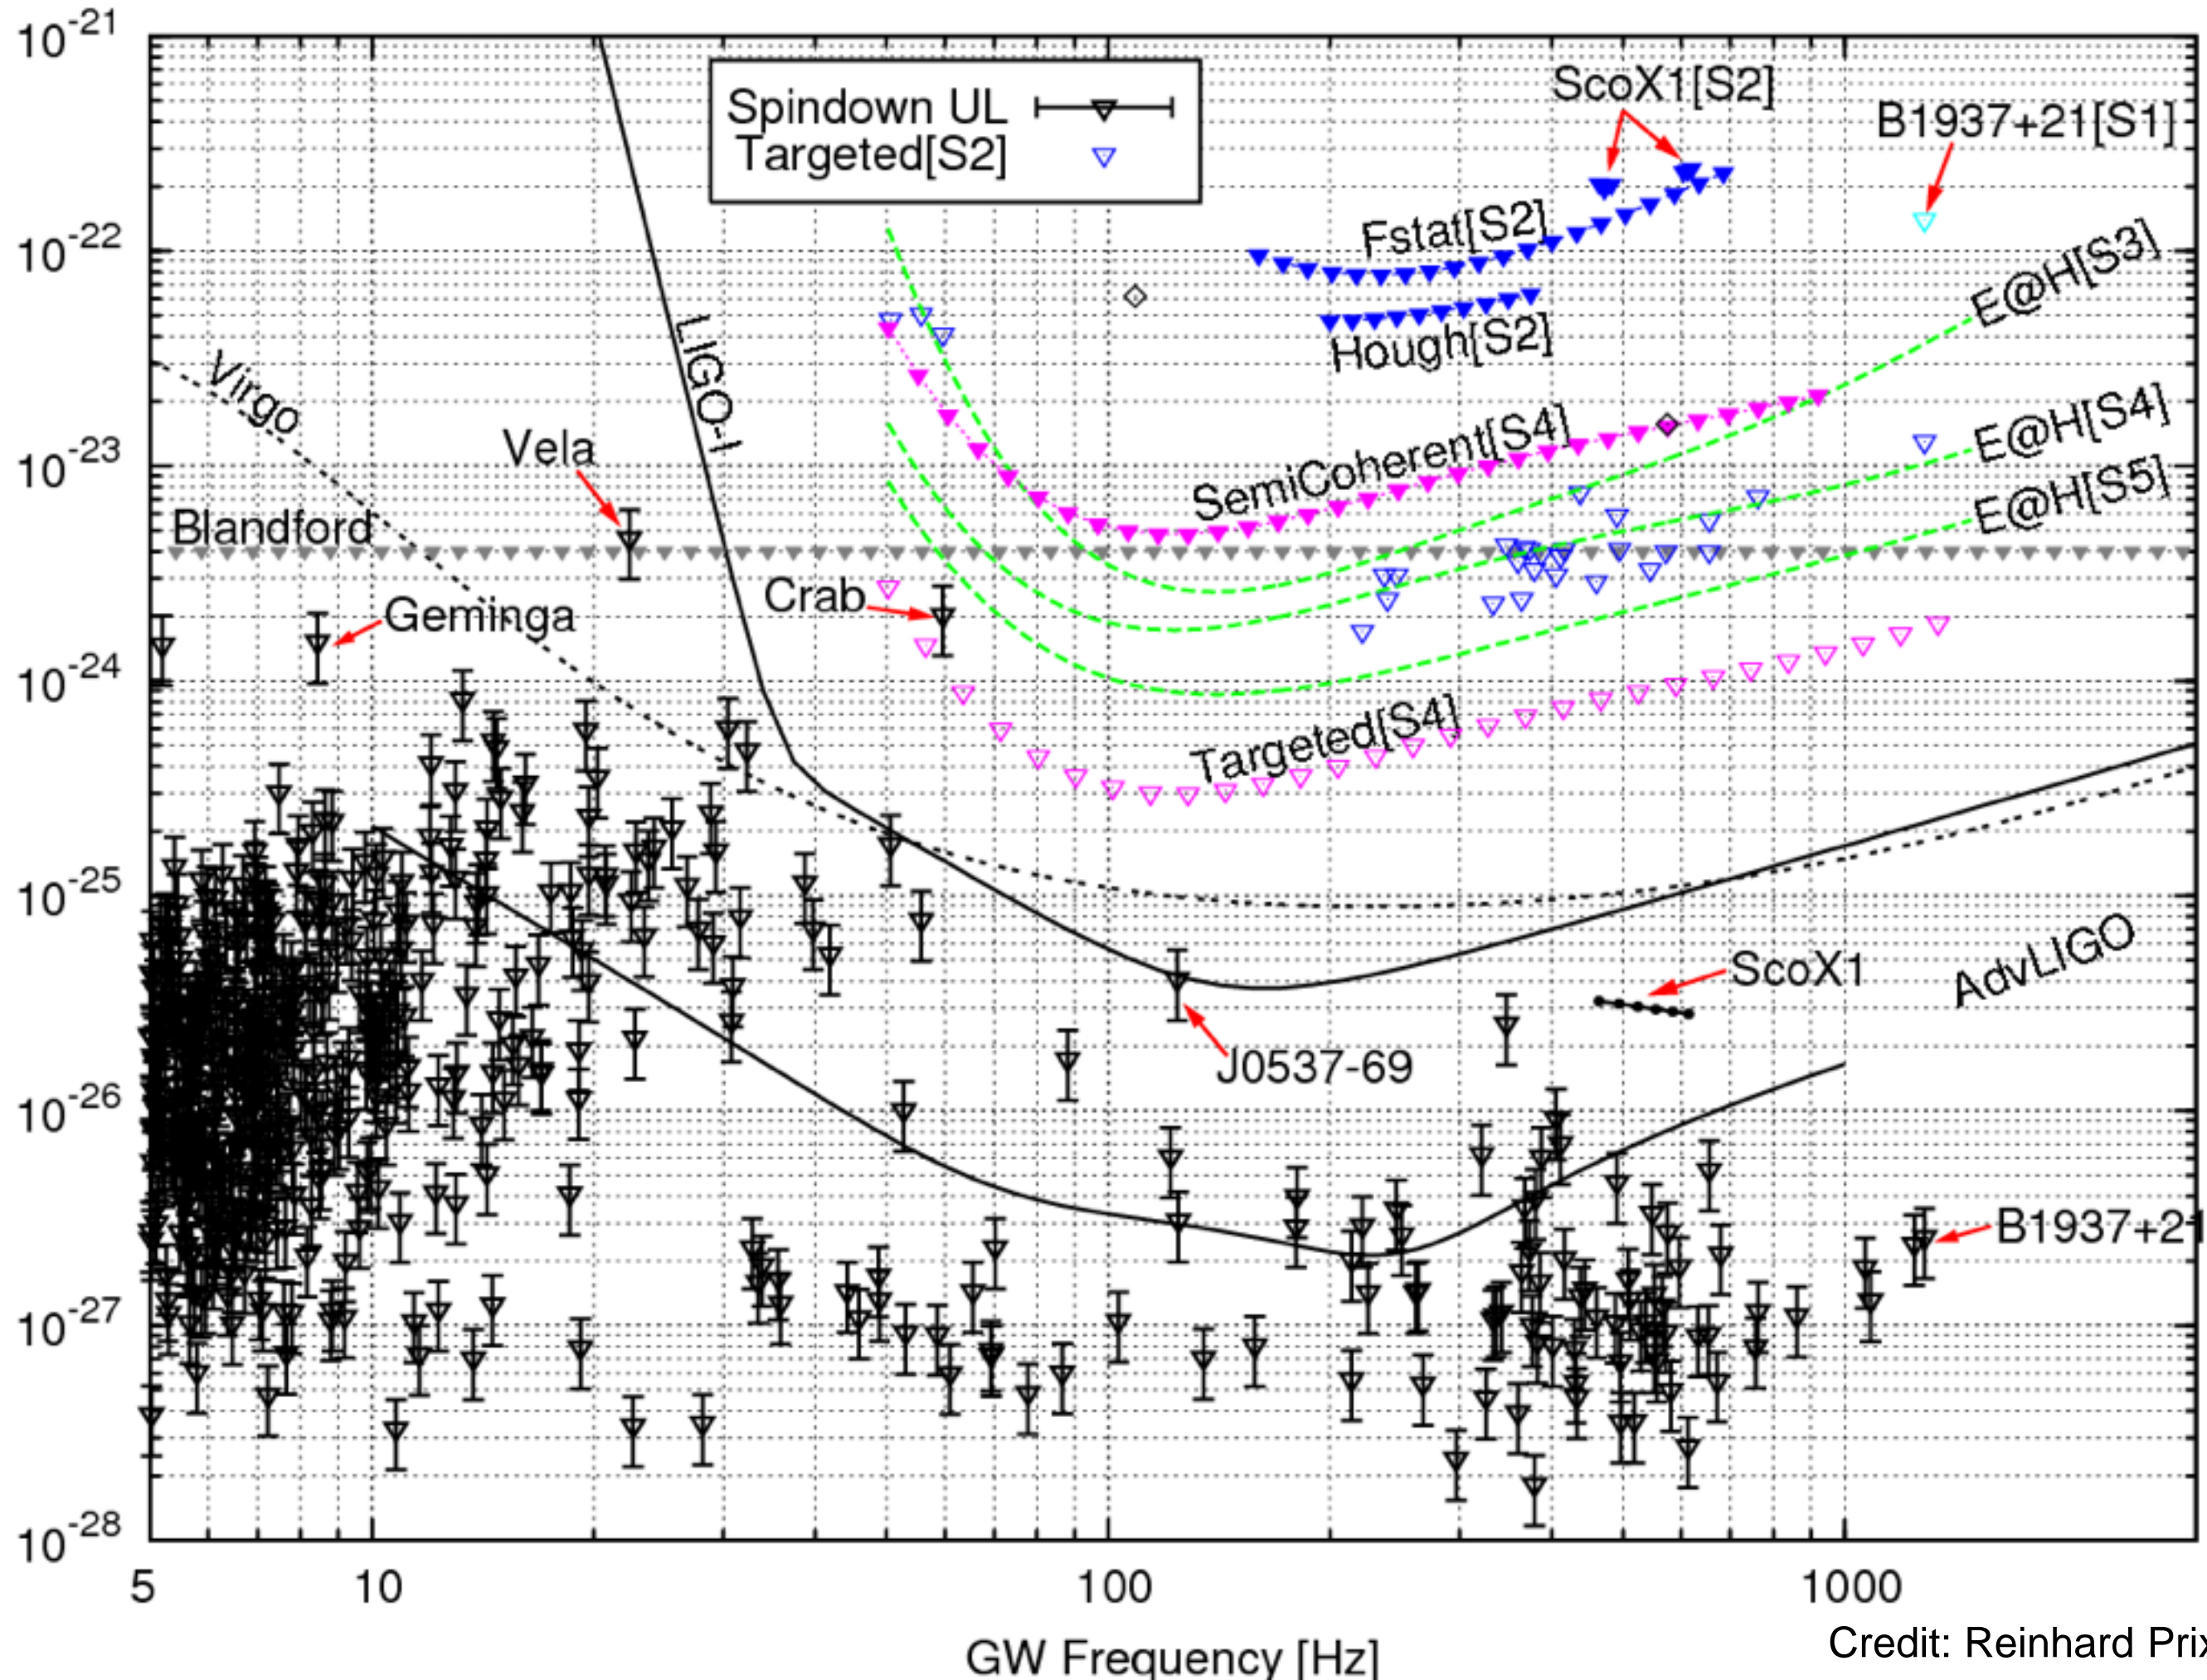 10-21
10-22
10-23
10-24
10-25
10-26
10-27
10-28
Spindown UL
Targeted[S2]
ScoX1[S2]
B1937+21[S1]
Fstat[S2]
Hough[S2]
E@H[S3]
LIGO-I
Virgo
Vela
SemiCoherent[S4]
E@H[S4]
E@H[S5]
Blandford
Crab
Geminga
Targeted[S4]
ScoX1
AdvLIGO
J0537-69
B1937+21
5
10
100
1000
GW Frequency [Hz]
Credit: Reinhard Prix